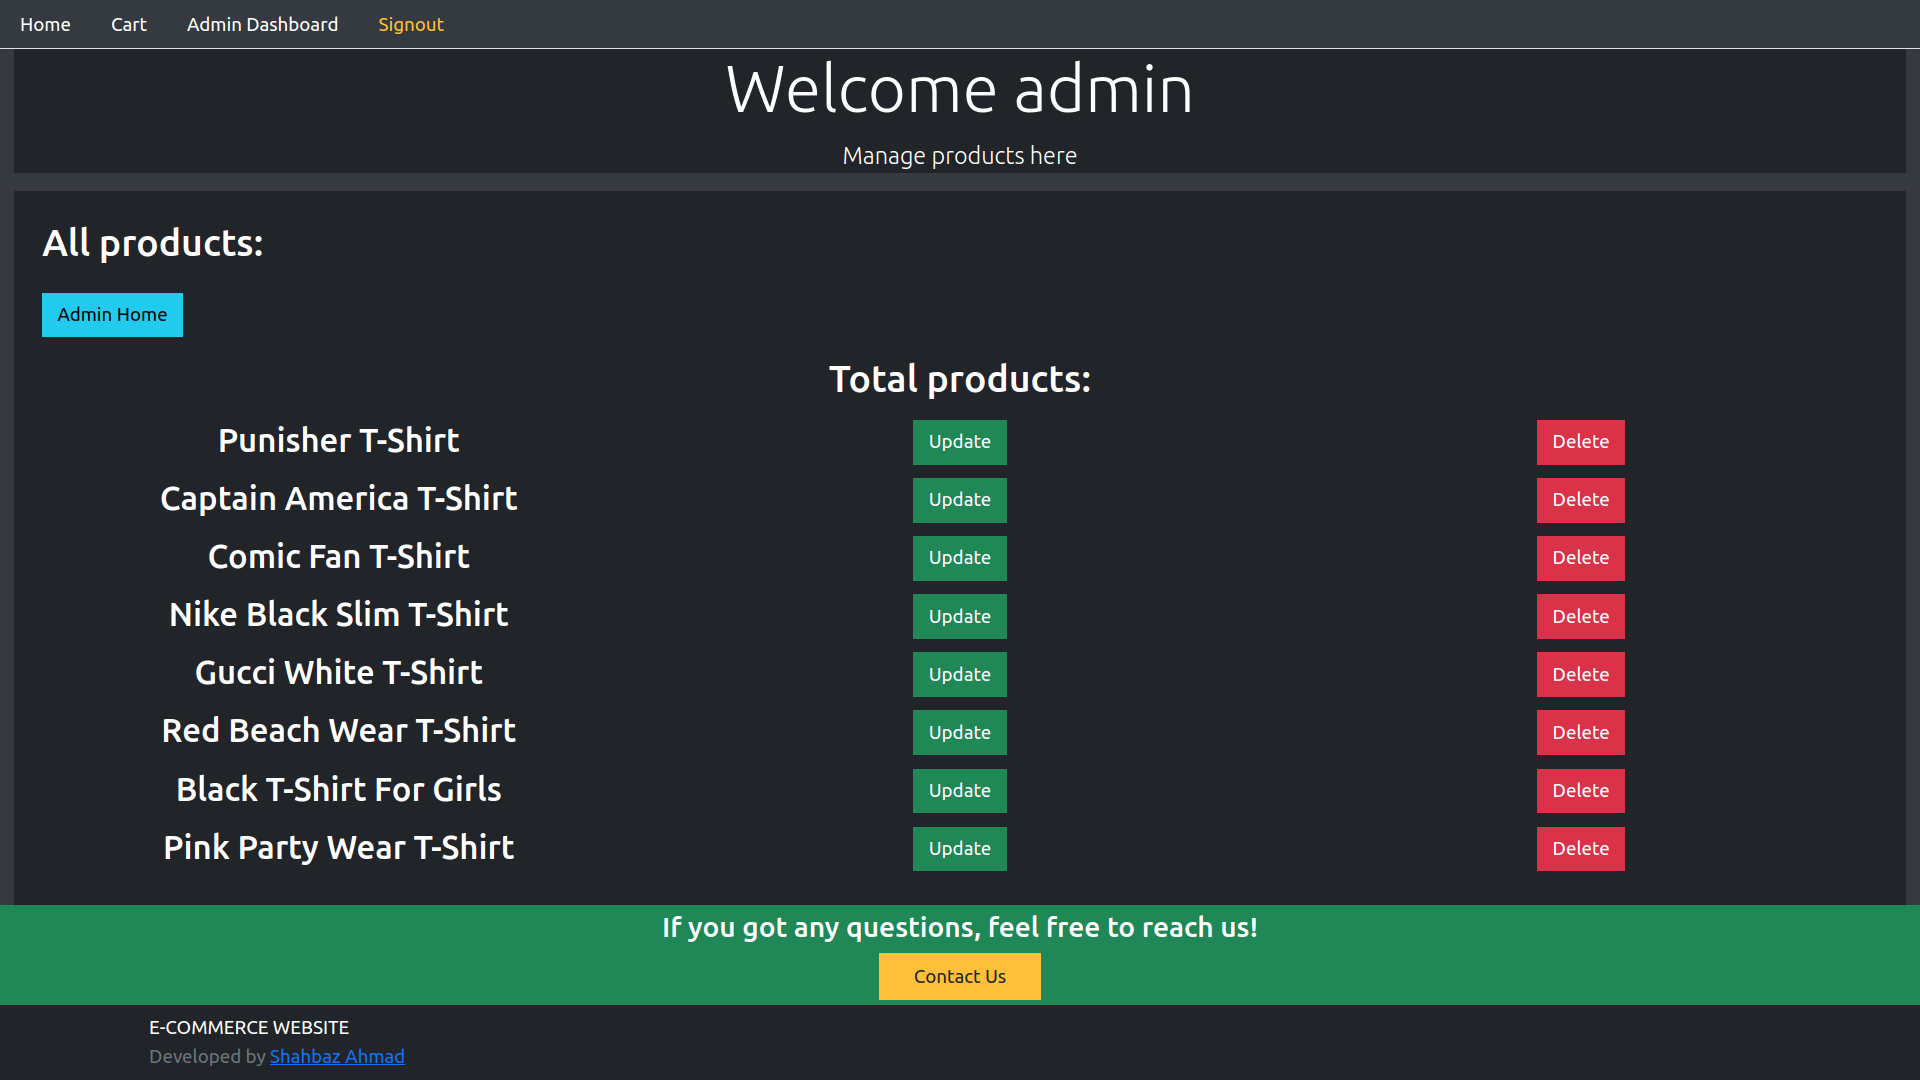 Home Cart Admin Dashboard Signout
Welcome admin
Manage products here
All products:
Admin Home
Total products:
Punisher T-Shirt Update Delete
Captain America T-Shirt Update Delete
Comic Fan T-Shirt Update Delete
Nike Black Slim T-Shirt Update Delete
Gucci White T-Shirt Update Delete
Red Beach Wear T-Shirt Update Delete
Black T-Shirt For Girls Update Delete
Pink Party Wear T-Shirt Update Delete
If you got any questions, feel free to reach us!
Contact Us
E-COMMERCE WEBSITE
Developed by Shahbaz Ahmad